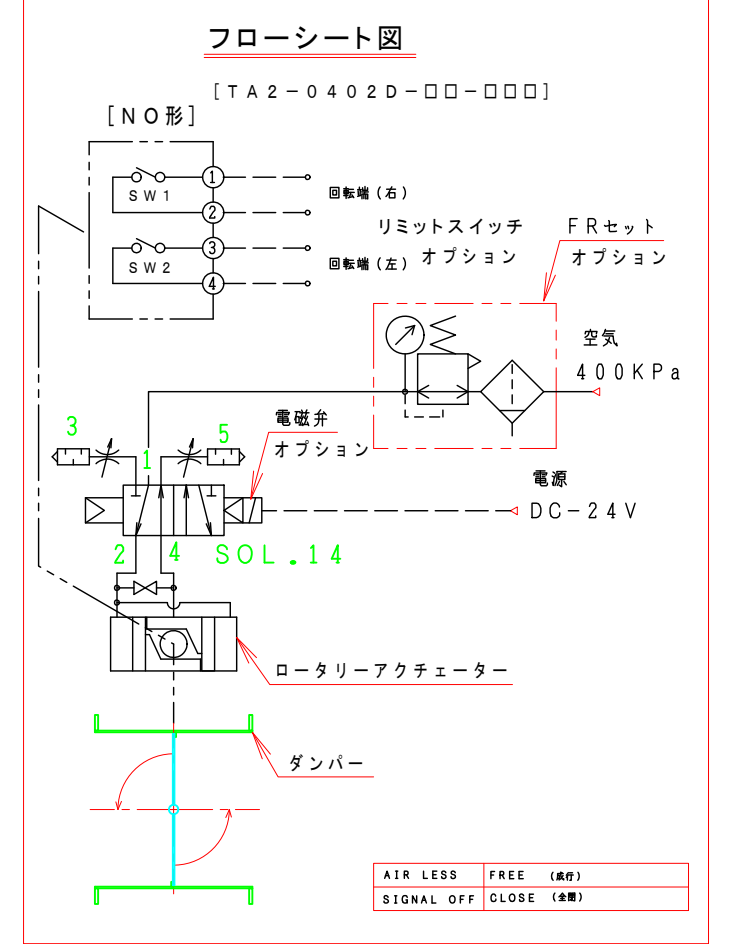 フローシート図
[TA2-0402D-□□-□□□]
[NO形]
1
SW1
2
回転端(右)
3
SW2
4
回転端(左)
リミットスイッチ
オプション
FRセット
オプション
空気
400KPa
電磁弁
オプション
3
1
5
電源
DC-24V
2
4
SOL.14
ロータリーアクチェーター
ダンパー
AIR LESS FREE (成行)
SIGNAL OFF CLOSE (全閉)